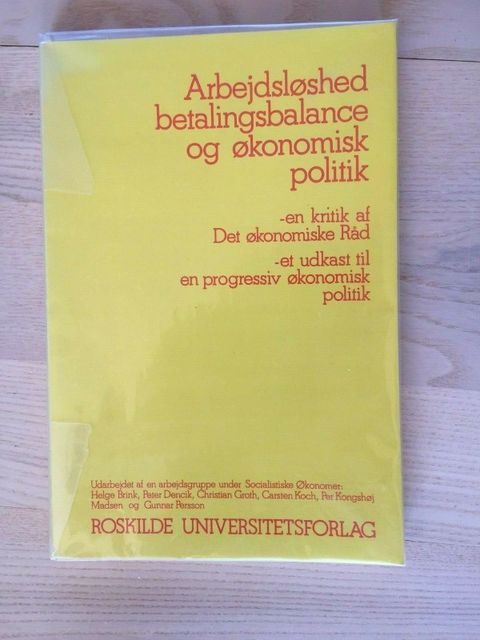 Arbejdsløshed
betalingsbalance
og økonomisk
politik
-en kritik af
Det økonomiske Råd
-et udkast til
en progressiv økonomisk
politik
Udarbejdet af en arbejdsgruppe under Socialistiske Økonomer:
Helge Brink, Peter Dencik, Christian Groth, Carsten Koch, Per Kongshøj
Madsen og Gunnar Persson
ROSKILDE UNIVERSITETSFORLAG